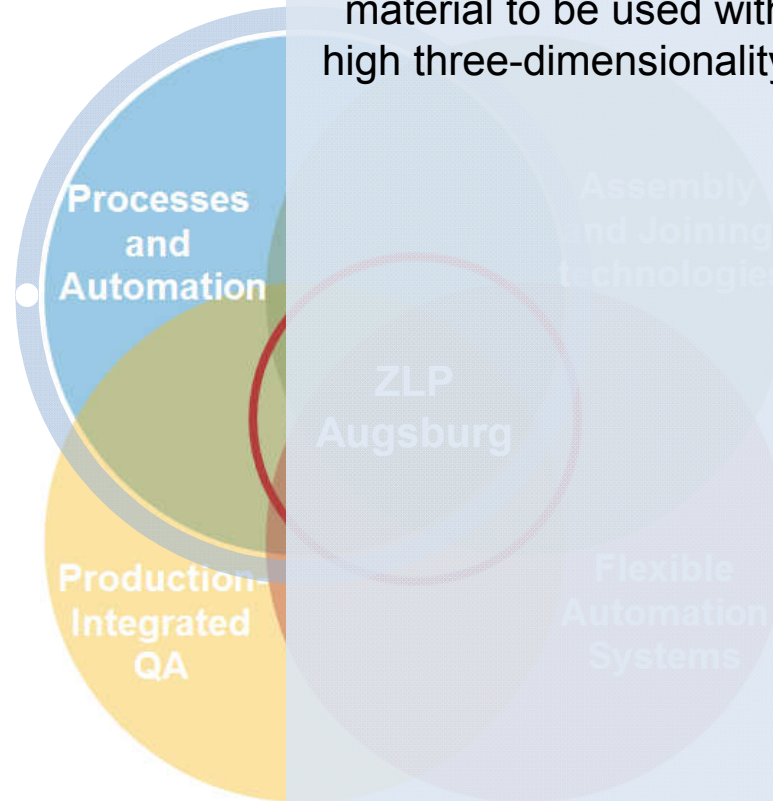 material to be used with
high three-dimensionality
Processes
and
Automation
Assembly
and Joining
technologies
ZLP
Augsburg
Production-
Integrated
QA
Flexible
Automation
Systems